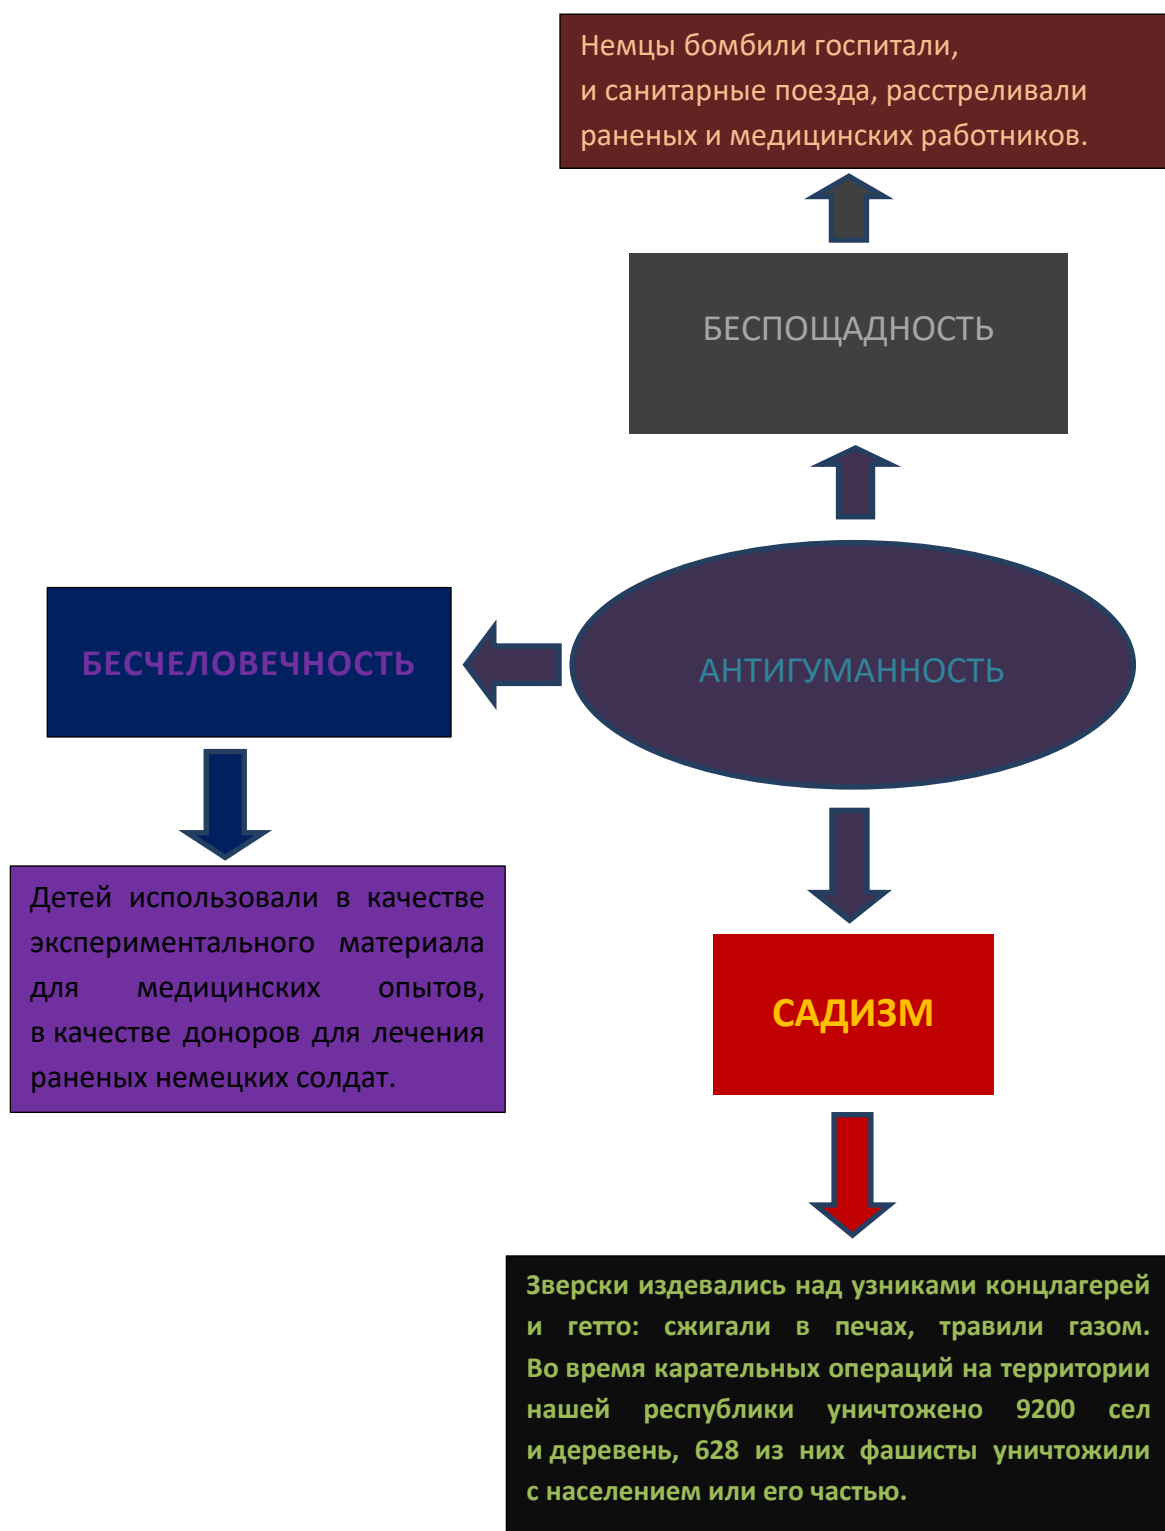 Немцы бомбили госпитали,
и санитарные поезда, расстреливали
раненых и медицинских работников.
БЕСПОЩАДНОСТЬ
БЕСЧЕЛОВЕЧНОСТЬ
АНТИГУМАННОСТЬ
Детей использовали в качестве
экспериментального материала
для медицинских опытов,
в качестве доноров для лечения
раненых немецких солдат.
САДИЗМ
Зверски издевались над узниками концлагерей
и гетто: сжигали в печах, травили газом.
Во время карательных операций на территории
нашей республики уничтожено 9200 сел
и деревень, 628 из них фашисты уничтожили
с населением или его частью.